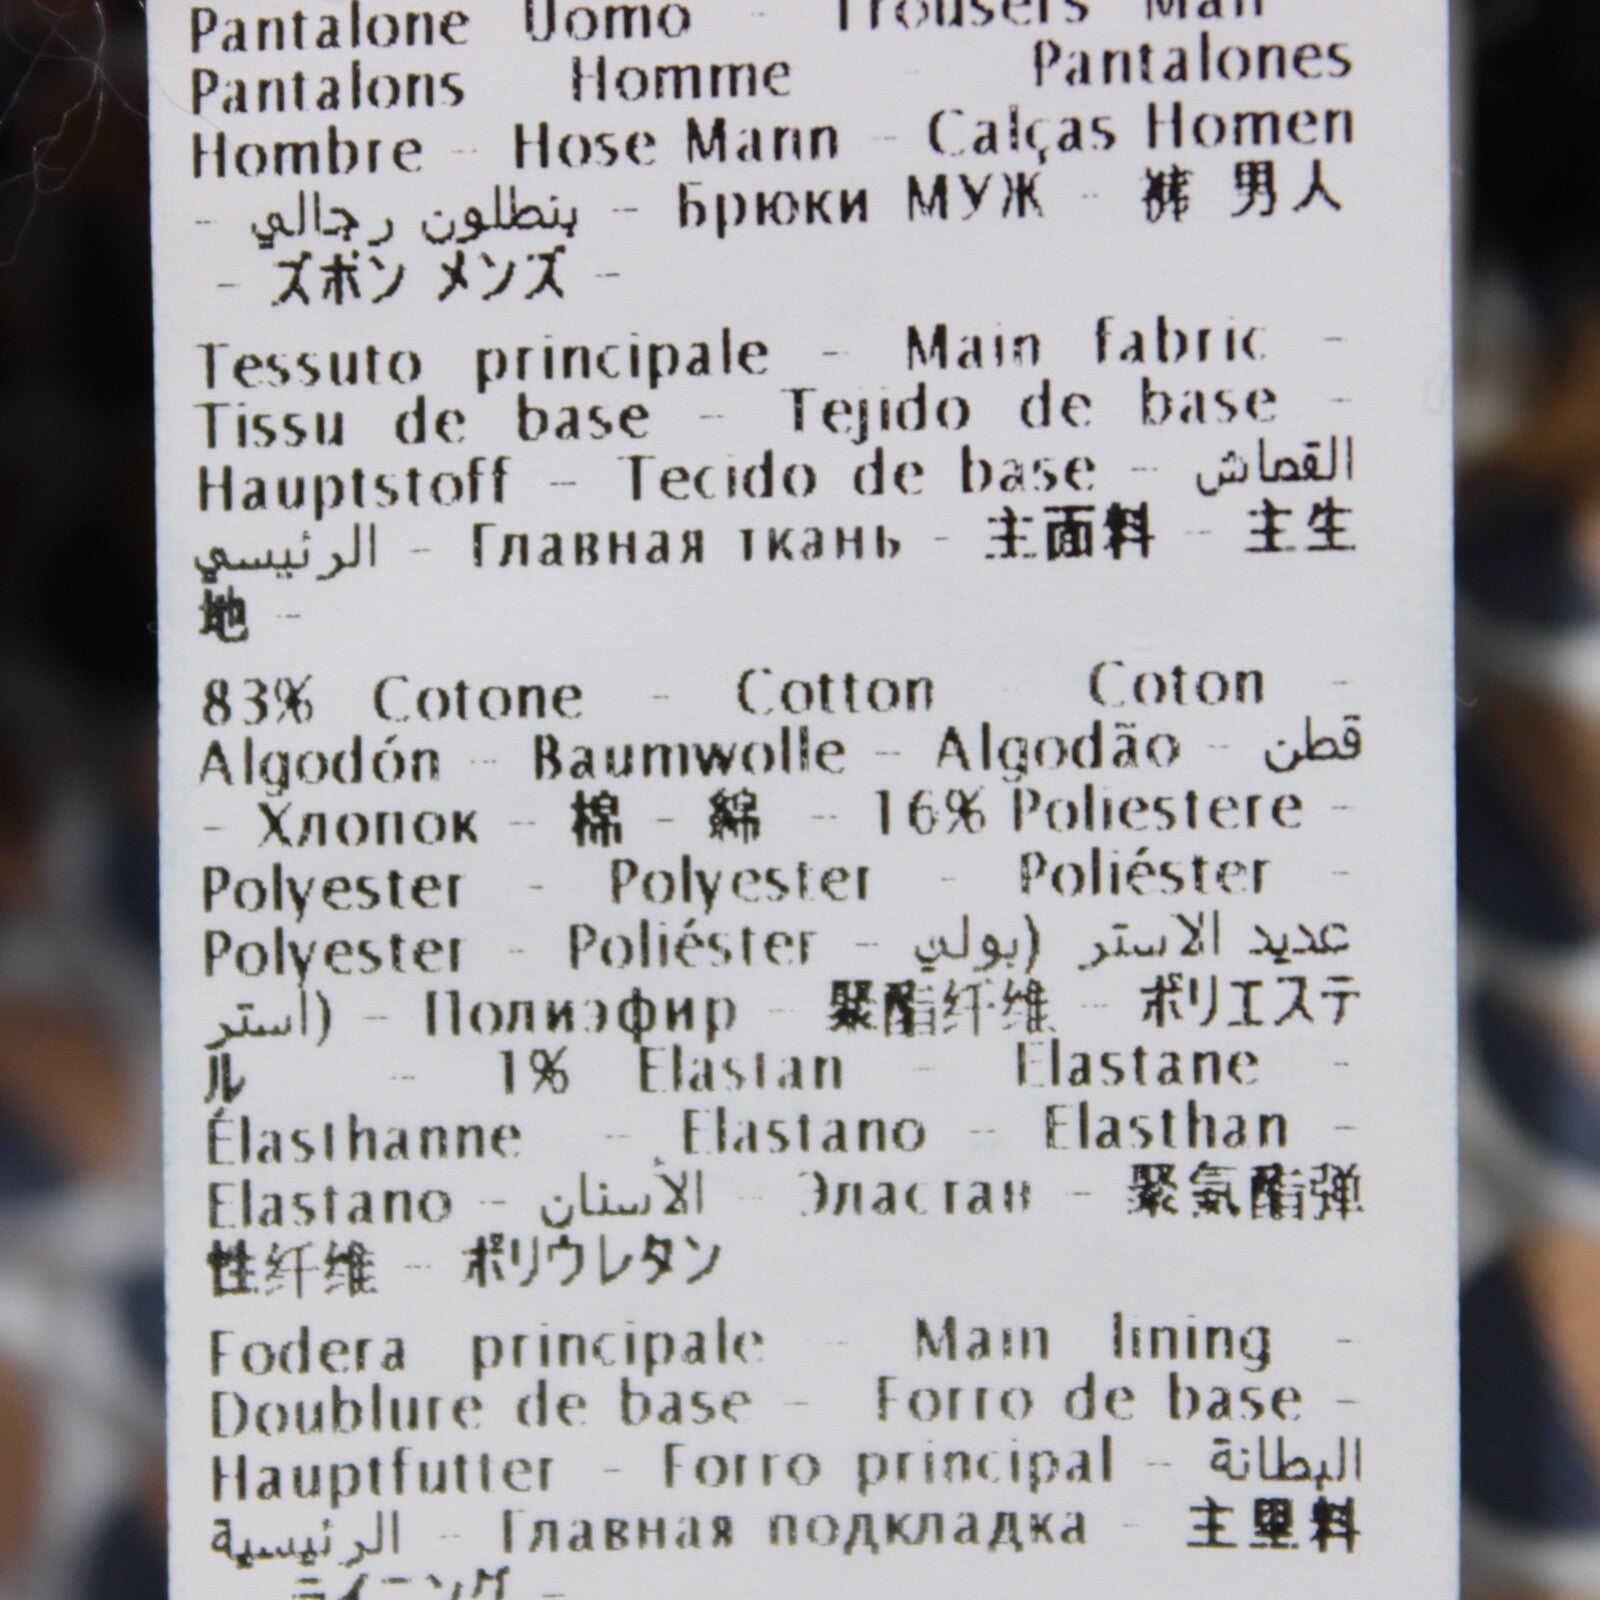 Pantalone Uomo - Trousers Man
Pantalons Homme - Pantalones
Hombre - Hose Mann - Calças Homen
- بنطلون رجالي - Брюки МУЖ - 裤 男人
- ズボン メンズ -
Tessuto principale - Main fabric -
Tissu de base - Tejido de base -
Hauptstoff - Tecido de base - القماش
الرئيسي - Главная ткань - 主面料 - 主生
地 -
83% Cotone - Cotton - Coton -
Algodón - Baumwolle - Algodão - قطن
- Хлопок - 棉 - 綿 - 16% Poliestere -
Polyester - Polyester - Poliéster -
Polyester - Poliéster - عديد الاستر (بولي
استر) - Полиэфир - 聚酯纤维 - ポリエステ
ル - 1% Elastan - Elastane -
Élasthanne - Elastano - Elasthan -
Elastano - الأستان - Эластан - 聚氨酯弹
性纤维 - ポリウレタン
Fodera principale - Main lining -
Doublure de base - Forro de base -
Hauptfutter - Forro principal - البطانة
الرئيسية - Главная подкладка - 主里料
- ライニング -